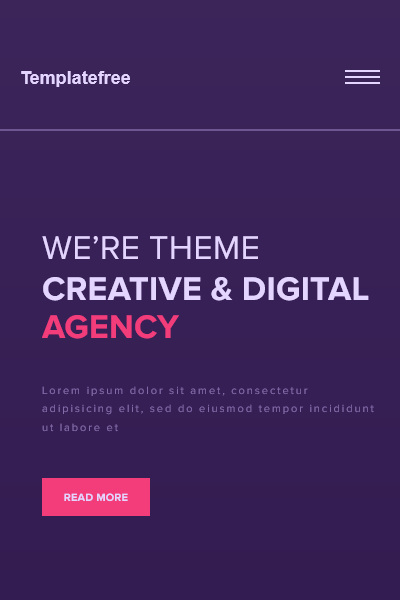 Templatefree
WE’RE THEME
CREATIVE & DIGITAL
AGENCY
Lorem ipsum dolor sit amet, consectetur
adipisicing elit, sed do eiusmod tempor incididunt
ut labore et
READ MORE